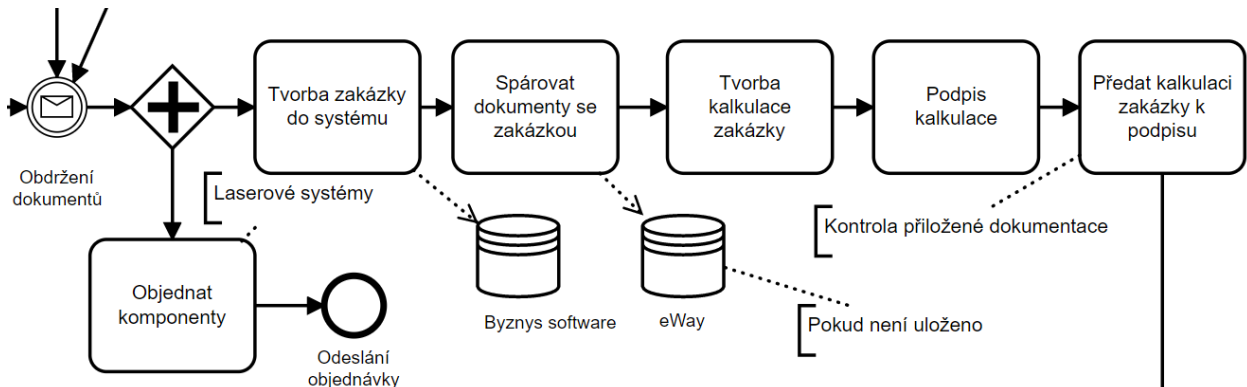 Tvorba zakázky
do systému
Spárovat
dokumenty se
zakázkou
Tvorba
kalkulace
zakázky
Podpis
kalkulace
Předat kalkulaci
zakázky k
podpisu
Obdržení
dokumentů
Laserové systémy
Kontrola přiložené dokumentace
Objednat
komponenty
Odeslání
objednávky
Byznys software
eWay
Pokud není uloženo